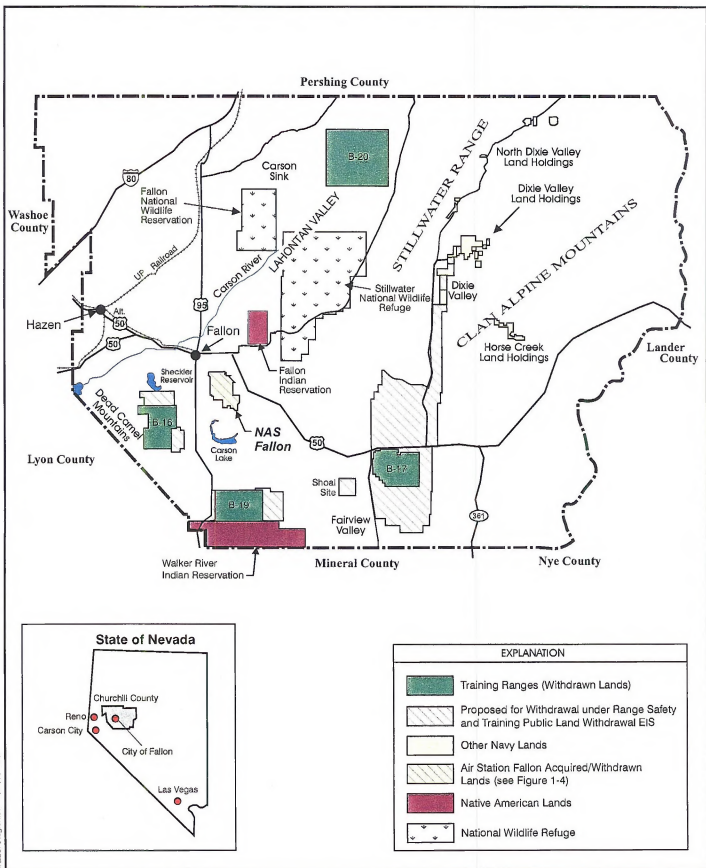 Pershing County
B-20
North Dixie Valley
Land Holdings
Carson
Sink
Dixie Valley
Land Holdings
80
Fallon
National
Wildlife
Reservation
STILLWATER RANGE
Washoe
County
LAHONTAN VALLEY
CLAN ALPINE MOUNTAINS
UP Railroad
Carson River
Stillwater
National Wildlife
Refuge
Dixie
Valley
95
Hazen
Alt.
50
50
Fallon
Horse Creek
Land Holdings
Lander
County
Fallon
Indian
Reservation
Sheckler
Reservoir
Dead Camel
Mountains
B-16
NAS
Fallon
Carson
Lake
50
Lyon County
B-17
Shoal
Site
B-19
361
Fairview
Valley
Walker River
Indian Reservation
Mineral County
Nye County
State of Nevada
Churchill County
Reno
Carson City
City of Fallon
Las Vegas
EXPLANATION
Training Ranges (Withdrawn Lands)
Proposed for Withdrawal under Range Safety
and Training Public Land Withdrawal EIS
Other Navy Lands
Air Station Fallon Acquired/Withdrawn
Lands (see Figure 1-4)
Native American Lands
National Wildlife Refuge